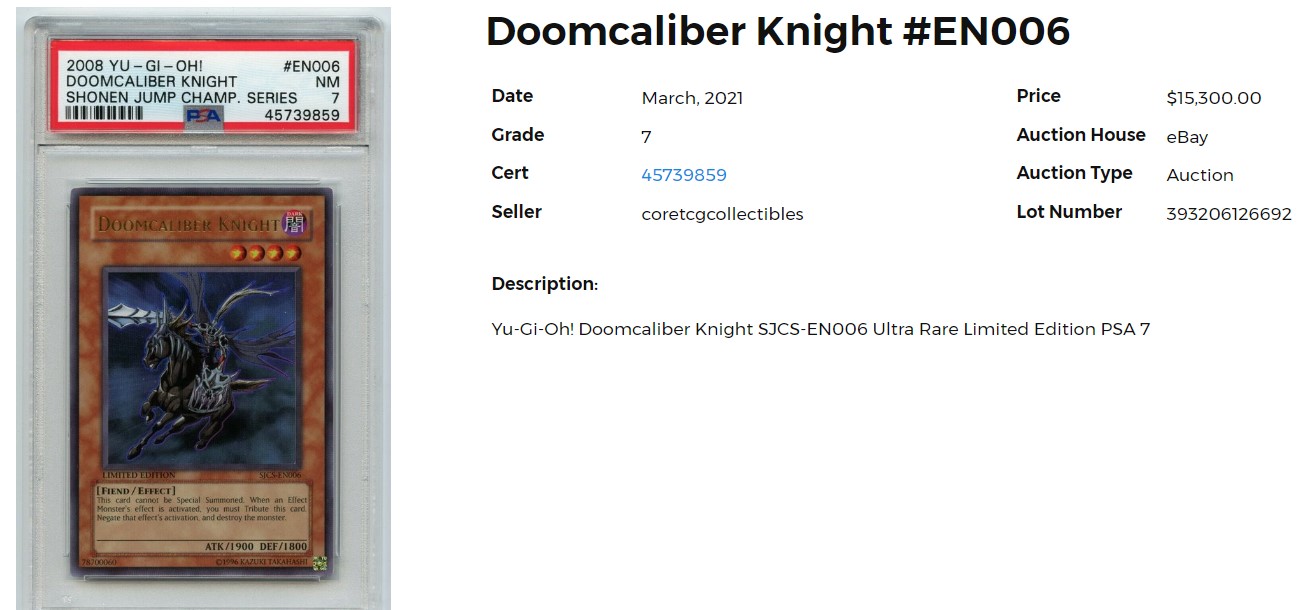 2008 YU-GI-OH! #EN006
DOOMCALIBER KNIGHT NM
SHONEN JUMP CHAMP. SERIES 7
PSA 45739859
DOOMCALIBER KNIGHT DARK 闇
LIMITED EDITION SJCS-EN006
[FIEND/EFFECT]
This card cannot be Special Summoned. When an Effect
Monster's effect is activated, you must Tribute this card.
Negate that effect's activation, and destroy the monster.
ATK/1900 DEF/1800
78700060 ©1996 KAZUKI TAKAHASHI
Doomcaliber Knight #EN006
Date March, 2021 Price $15,300.00
Grade 7 Auction House eBay
Cert 45739859 Auction Type Auction
Seller coretcgcollectibles Lot Number 393206126692
Description:
Yu-Gi-Oh! Doomcaliber Knight SJCS-EN006 Ultra Rare Limited Edition PSA 7